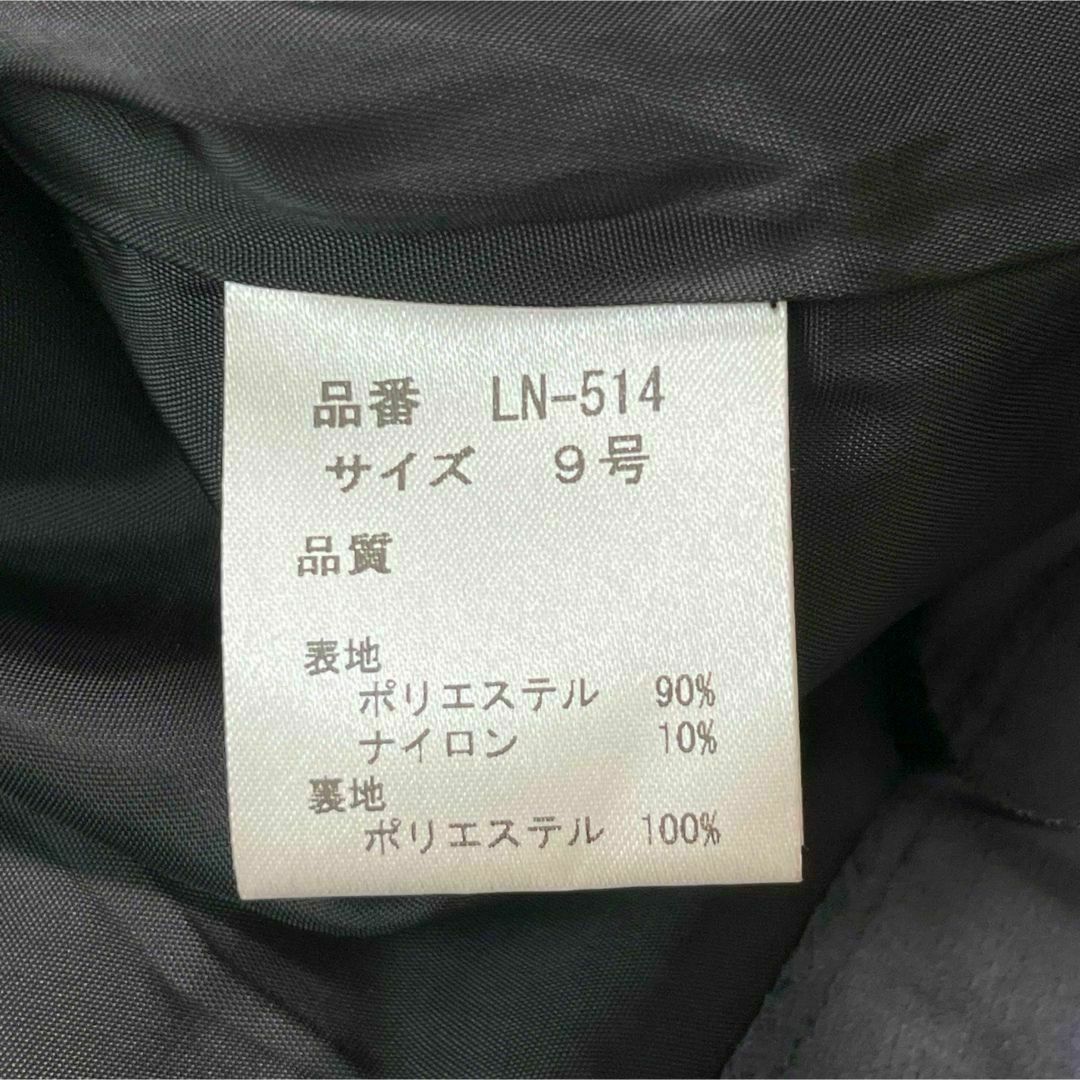 品番 LN-514
サイズ 9号
品質
表地
ポリエステル 90%
ナイロン 10%
裏地
ポリエステル 100%